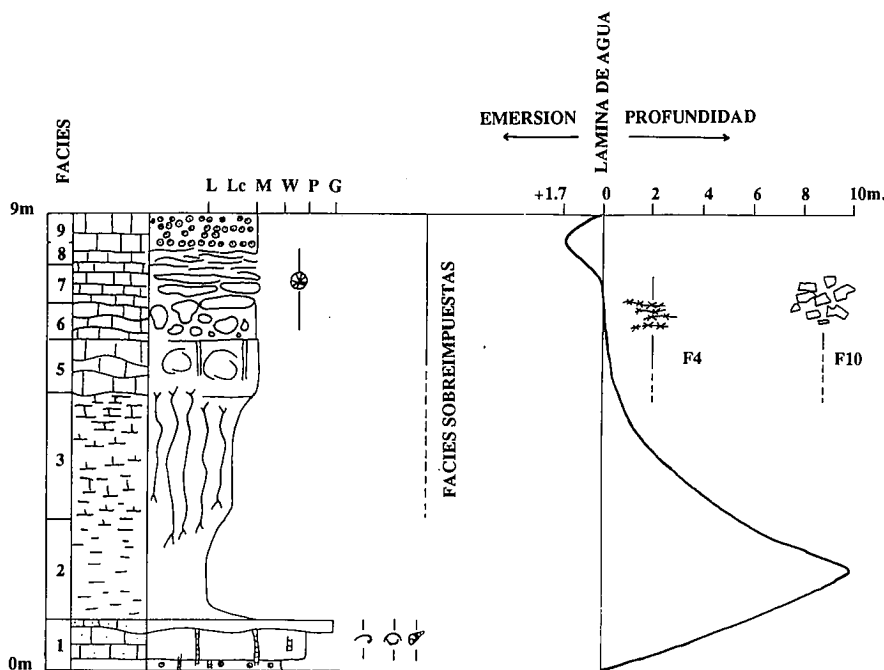 LAMINA DE AGUA
EMERSION PROFUNDIDAD
FACIES
L Lc M W P G
+1.7 0 2 4 6 8 10m.
9m
9
8
7
6
5
3
2
1
0m
FACIES SOBREIMPUESTAS
F4 F10